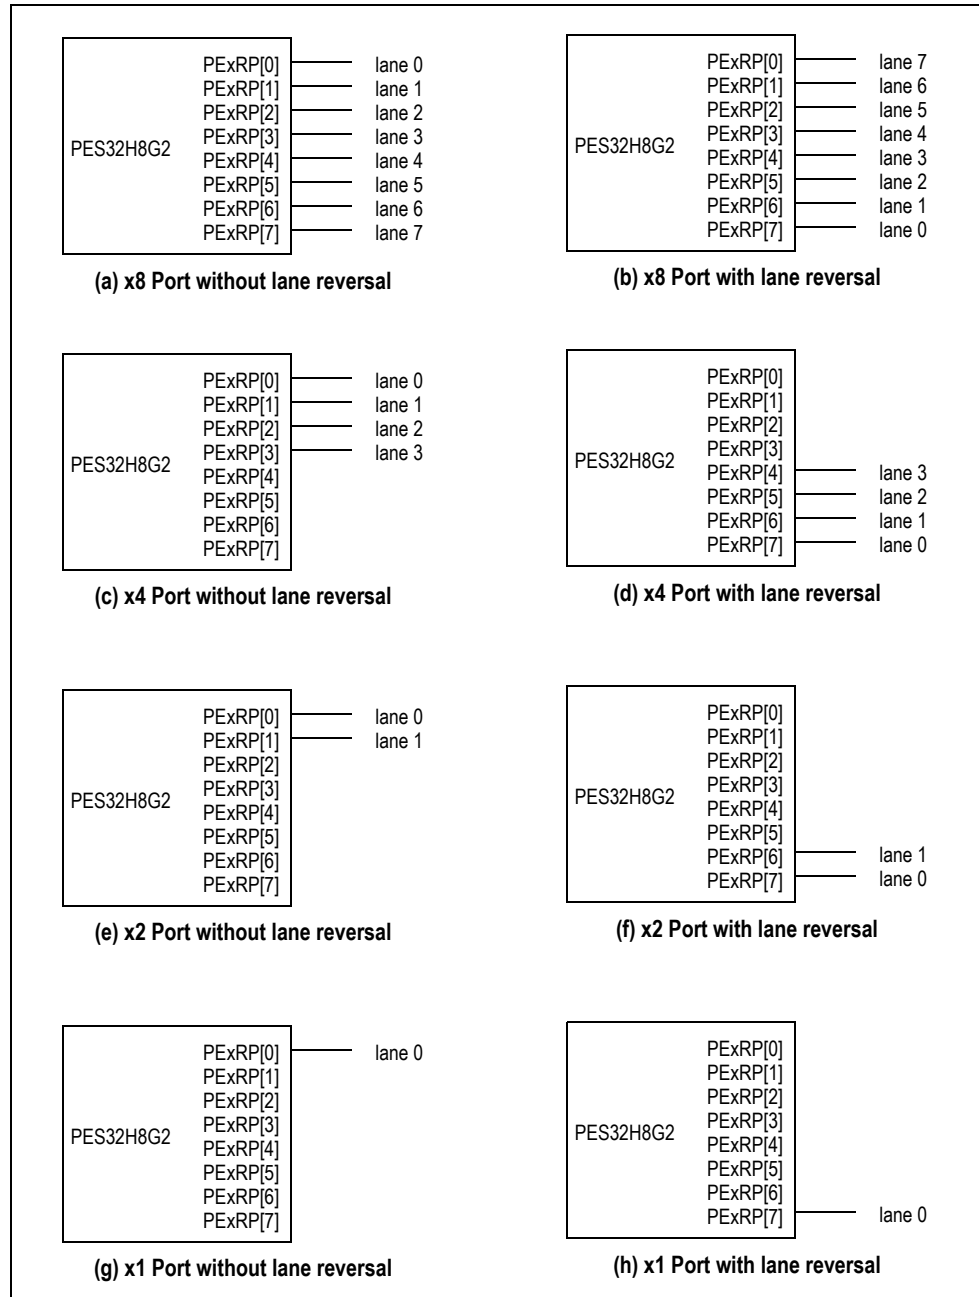 PES32H8G2
PExRP[0] lane 0
PExRP[1] lane 1
PExRP[2] lane 2
PExRP[3] lane 3
PExRP[4] lane 4
PExRP[5] lane 5
PExRP[6] lane 6
PExRP[7] lane 7
(a) x8 Port without lane reversal
PES32H8G2
PExRP[0] lane 7
PExRP[1] lane 6
PExRP[2] lane 5
PExRP[3] lane 4
PExRP[4] lane 3
PExRP[5] lane 2
PExRP[6] lane 1
PExRP[7] lane 0
(b) x8 Port with lane reversal
PES32H8G2
PExRP[0] lane 0
PExRP[1] lane 1
PExRP[2] lane 2
PExRP[3] lane 3
PExRP[4]
PExRP[5]
PExRP[6]
PExRP[7]
(c) x4 Port without lane reversal
PES32H8G2
PExRP[0]
PExRP[1]
PExRP[2]
PExRP[3]
PExRP[4] lane 3
PExRP[5] lane 2
PExRP[6] lane 1
PExRP[7] lane 0
(d) x4 Port with lane reversal
PES32H8G2
PExRP[0] lane 0
PExRP[1] lane 1
PExRP[2]
PExRP[3]
PExRP[4]
PExRP[5]
PExRP[6]
PExRP[7]
(e) x2 Port without lane reversal
PES32H8G2
PExRP[0]
PExRP[1]
PExRP[2]
PExRP[3]
PExRP[4]
PExRP[5]
PExRP[6] lane 1
PExRP[7] lane 0
(f) x2 Port with lane reversal
PES32H8G2
PExRP[0] lane 0
PExRP[1]
PExRP[2]
PExRP[3]
PExRP[4]
PExRP[5]
PExRP[6]
PExRP[7]
(g) x1 Port without lane reversal
PES32H8G2
PExRP[0]
PExRP[1]
PExRP[2]
PExRP[3]
PExRP[4]
PExRP[5]
PExRP[6]
PExRP[7] lane 0
(h) x1 Port with lane reversal